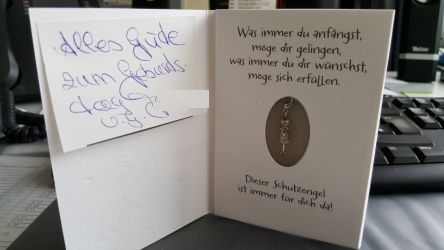 Alles Gute
zum Geburts-
tag
Was immer du anfängst,
möge dir gelingen,
was immer du dir wünschst,
möge sich erfüllen.
Dieser Schutzengel
ist immer für dich da!